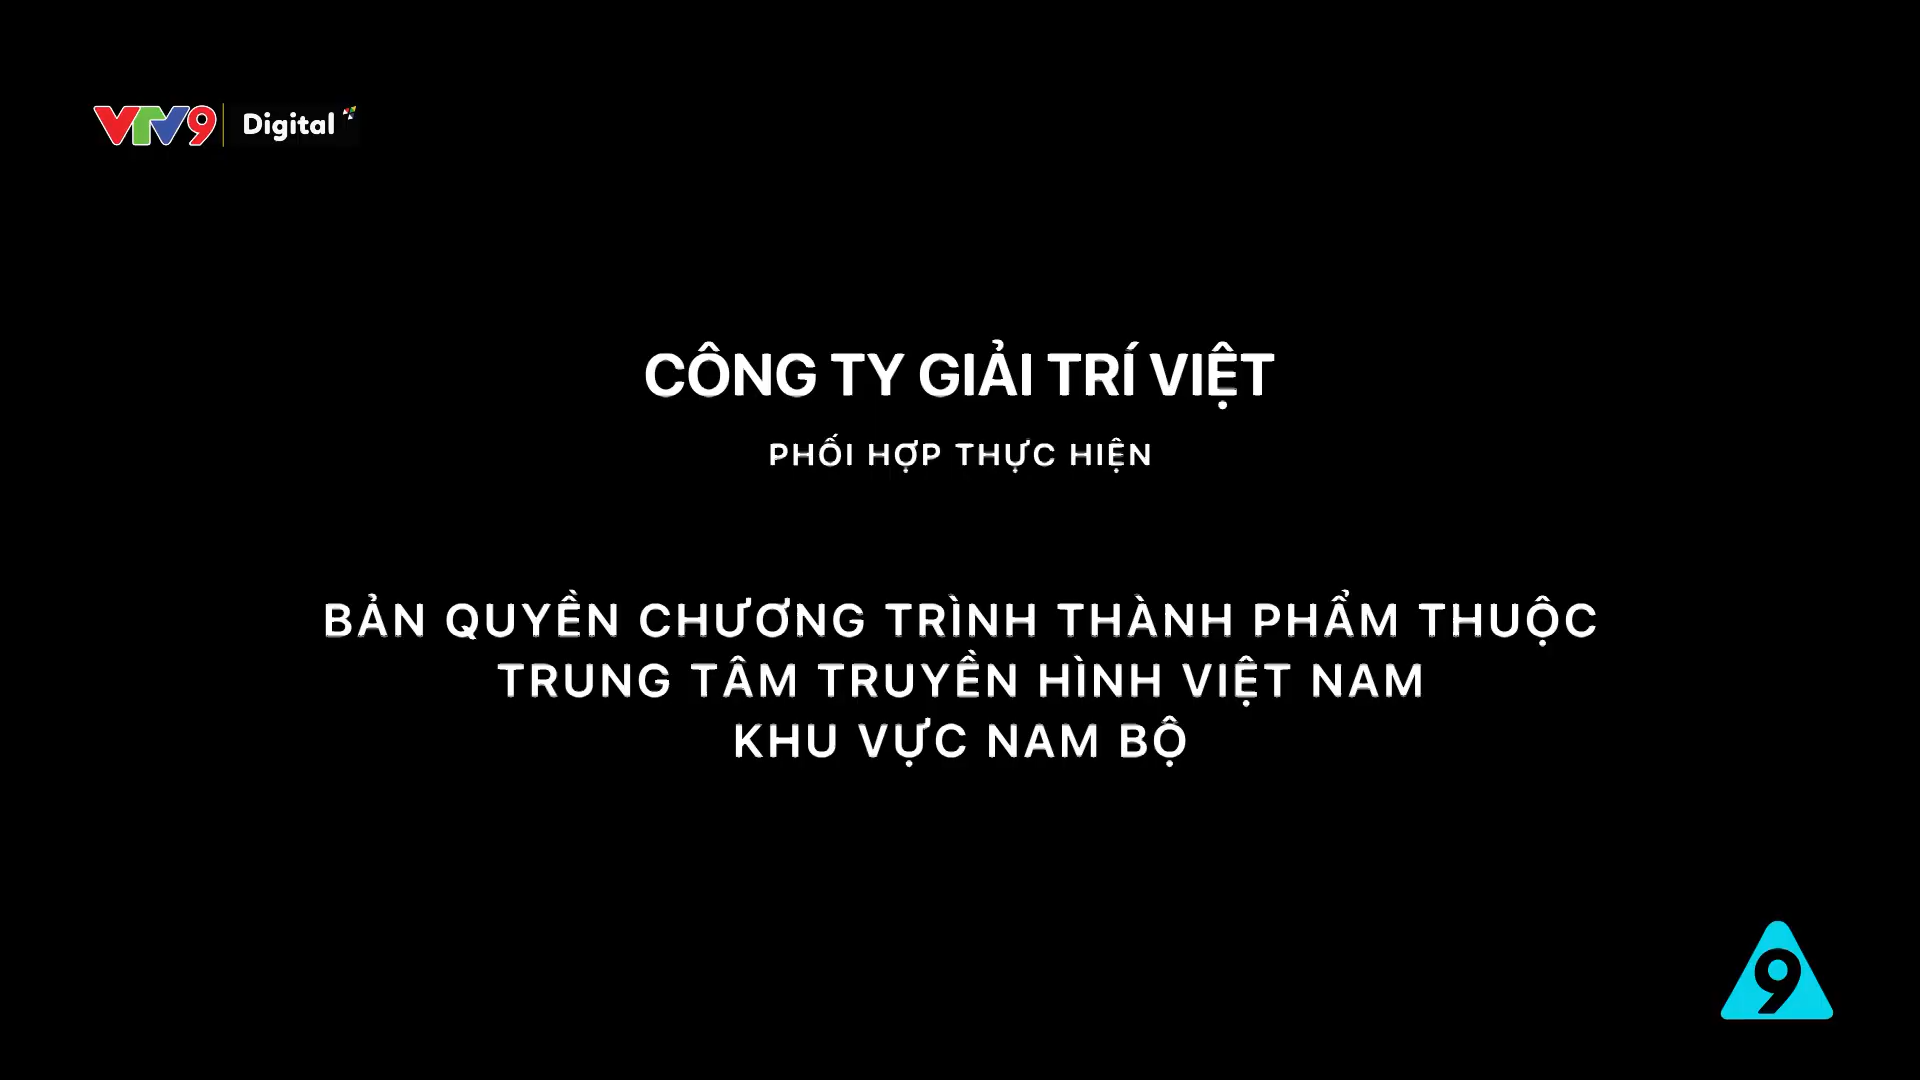 VTV9 Digital
CÔNG TY GIẢI TRÍ VIỆT
PHỐI HỢP THỰC HIỆN
BẢN QUYỀN CHƯƠNG TRÌNH THÀNH PHẨM THUỘC
TRUNG TÂM TRUYỀN HÌNH VIỆT NAM
KHU VỰC NAM BỘ
9